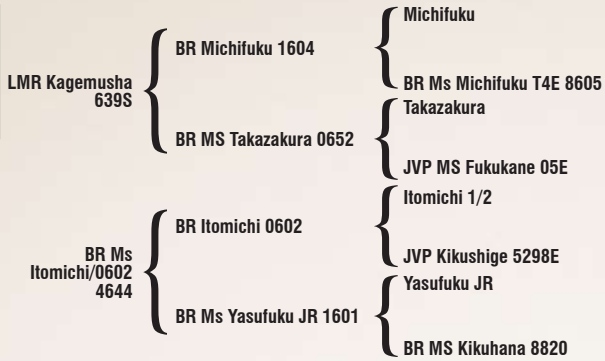 Michifuku
BR Michifuku 1604
BR Ms Michifuku T4E 8605
LMR Kagemusha
639S
Takazakura
BR MS Takazakura 0652
JVP MS Fukukane 05E
Itomichi 1/2
BR Itomichi 0602
JVP Kikushige 5298E
BR Ms
Itomichi/0602
4644
Yasufuku JR
BR Ms Yasufuku JR 1601
BR MS Kikuhana 8820